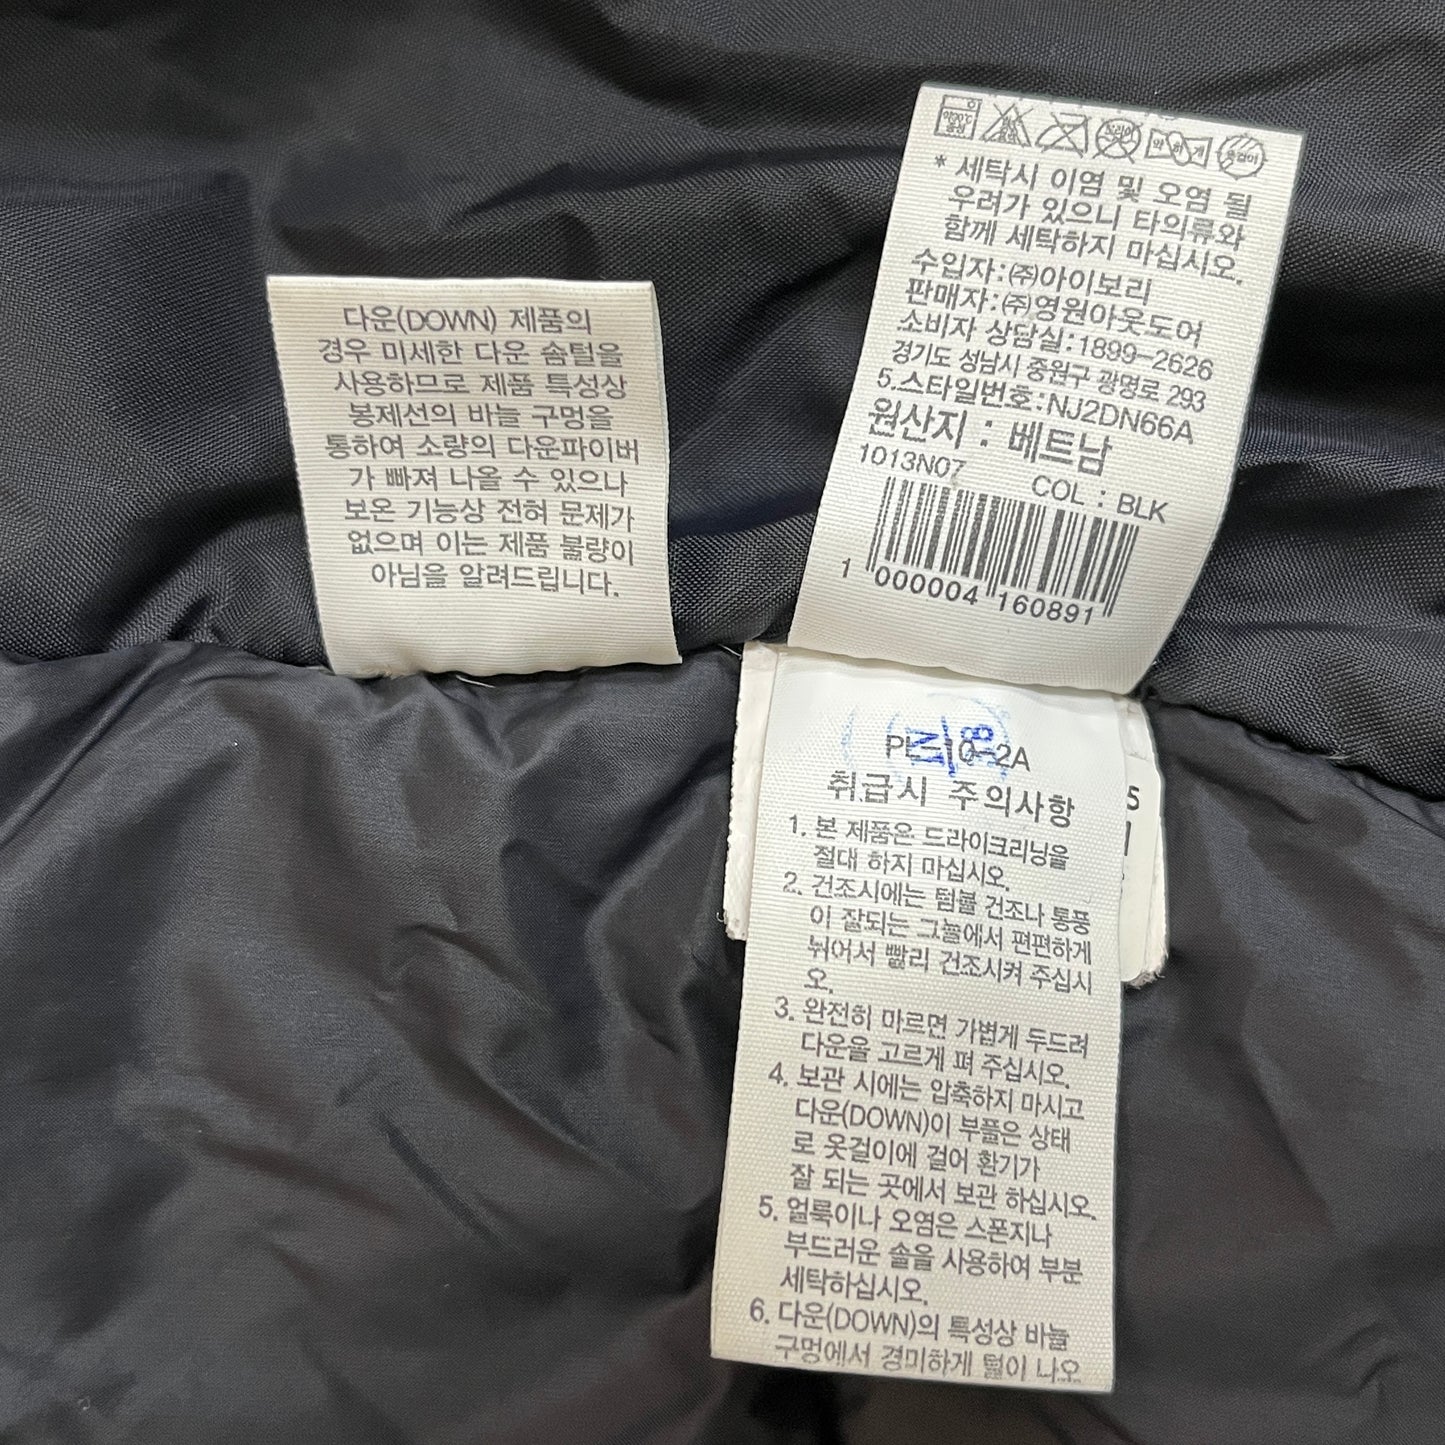 다운(DOWN) 제품의
경우 미세한 다운 솜털을
사용하므로 제품 특성상
봉제선의 바늘 구멍을
통하여 소량의 다운파이버
가 빠져 나올 수 있으나
보온 기능상 전혀 문제가
없으며 이는 제품 불량이
아님을 알려드립니다.
약하게
옷걸이
* 세탁시 이염 및 오염 될
우려가 있으니 타의류와
함께 세탁하지 마십시오.
수입자:㈜아이보리
판매자:㈜영원아웃도어
소비자 상담실:1899-2626
경기도 성남시 중원구 광명로 293
5.스타일번호:NJ2DN66A
원산지 : 베트남
1013N07 COL : BLK
1 000004 160891
PL-10-2A
취급시 주의사항
1. 본 제품은 드라이크리닝을
절대 하지 마십시오.
2. 건조시에는 텀블 건조나 통풍
이 잘되는 그늘에서 편편하게
뉘어서 빨리 건조시켜 주십시
오.
3. 완전히 마르면 가볍게 두드려
다운을 고르게 펴 주십시오.
4. 보관 시에는 압축하지 마시고
다운(DOWN)이 부풀은 상태
로 옷걸이에 걸어 환기가
잘 되는 곳에서 보관 하십시오.
5. 얼룩이나 오염은 스폰지나
부드러운 솔을 사용하여 부분
세탁하십시오.
6. 다운(DOWN)의 특성상 바늘
구멍에서 경미하게 털이 나오
5